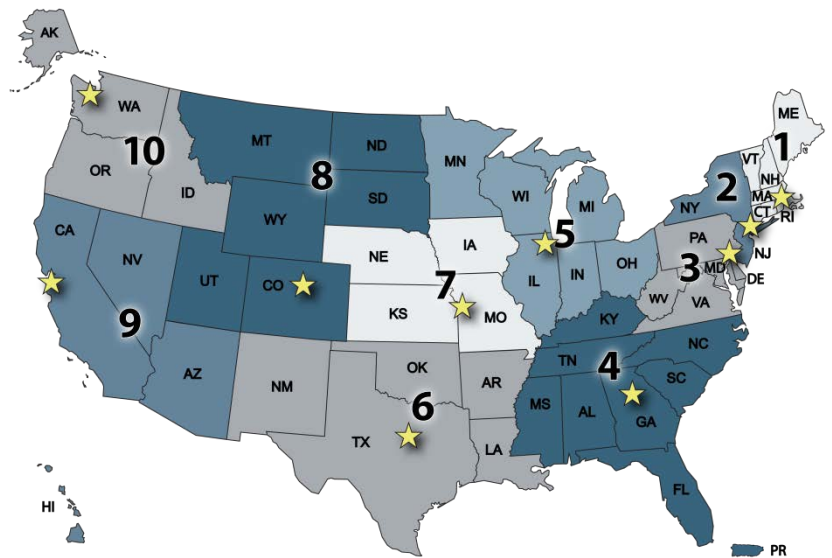 AK
WA
ME
MT
ND
VT
1
10
MN
NH
OR
ID
8
WI
MI
2
MA
SD
NY
CT
RI
WY
5
CA
PA
NJ
IA
NE
NV
OH
3
MD
IL
IN
DE
UT
CO
7
WV
VA
KS
MO
9
KY
NC
TN
4
OK
AZ
NM
AR
SC
6
MS
AL
GA
TX
LA
FL
HI
PR